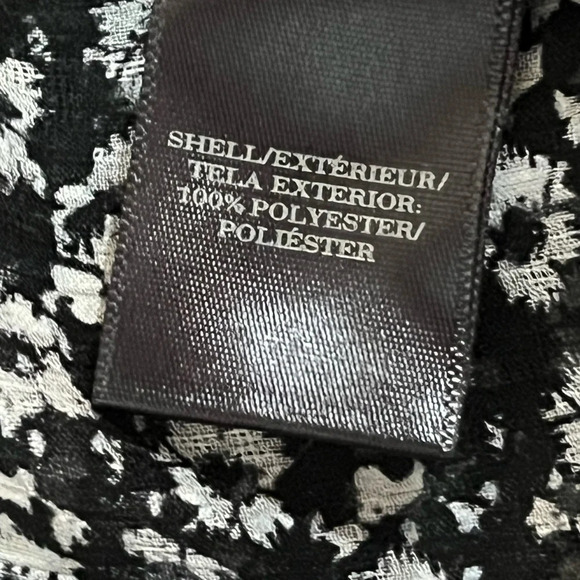 SHELL/EXTÉRIEUR/
TELA EXTERIOR:
100% POLYESTER/
POLIÉSTER